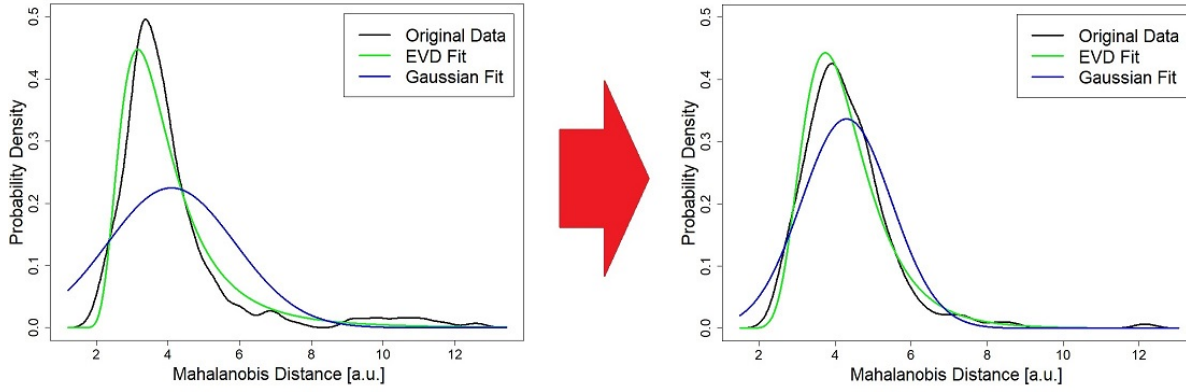 0.5
0.4
0.3
0.2
0.1
0.0
Probability Density
Original Data
EVD Fit
Gaussian Fit
2 4 6 8 10 12
Mahalanobis Distance [a.u.]
0.5
0.4
0.3
0.2
0.1
0.0
Probability Density
Original Data
EVD Fit
Gaussian Fit
2 4 6 8 10 12
Mahalanobis Distance [a.u.]